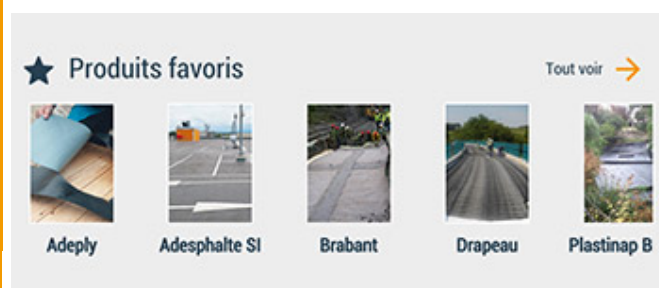 Produits favoris
Tout voir
Adeply
Adesphalte SI
Brabant
Drapeau
Plastinap B